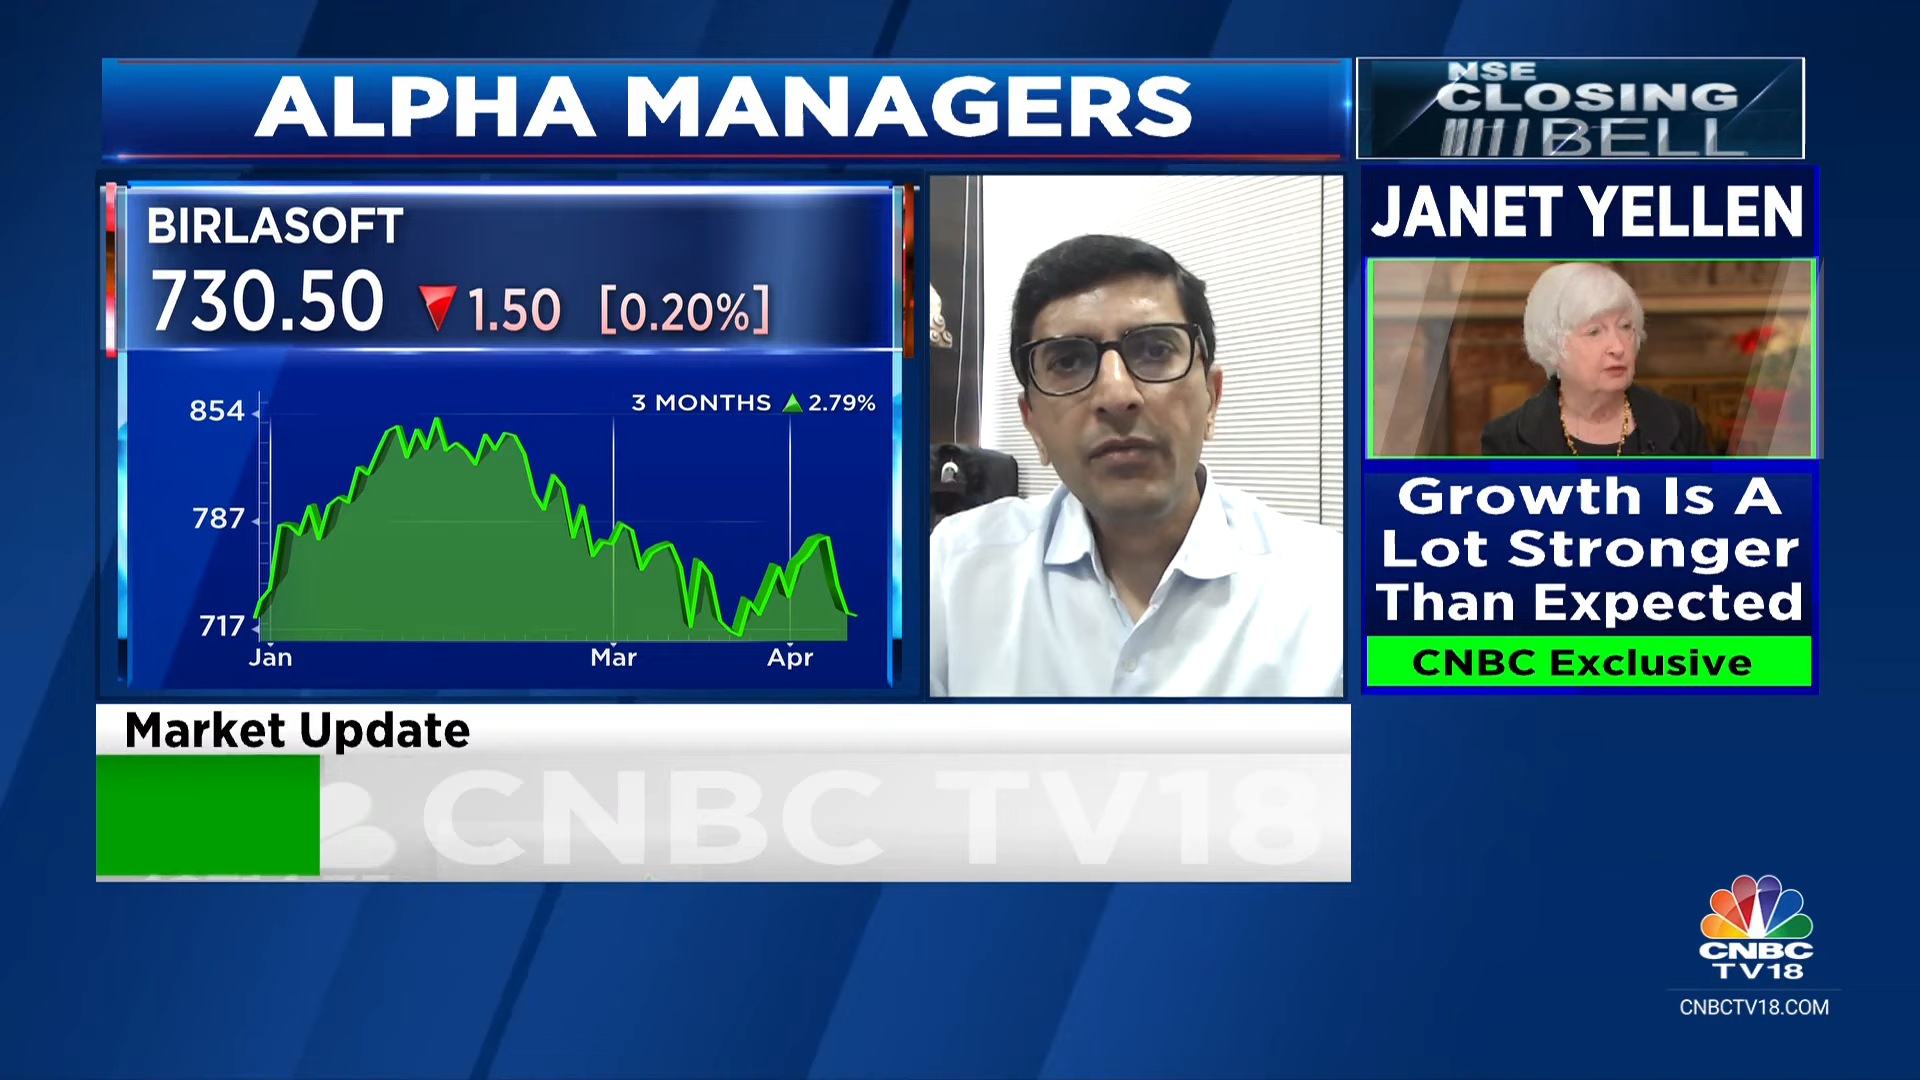 ALPHA MANAGERS
NSE
CLOSING
BELL
BIRLASOFT
730.50 ▼1.50 [0.20%]
3 MONTHS ▲2.79%
854
787
717
Jan Mar Apr
JANET YELLEN
Growth Is A
Lot Stronger
Than Expected
CNBC Exclusive
Market Update
CNBC TV18
CNBC
TV18
CNBCTV18.COM